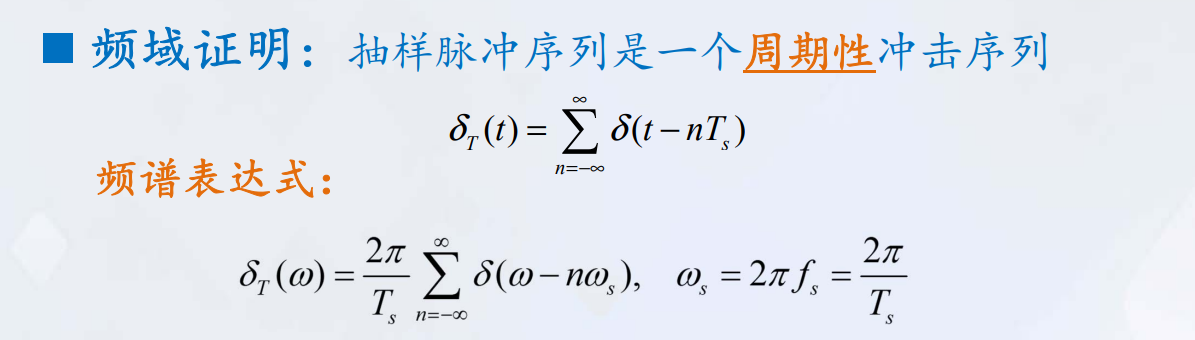 ■ 频域证明：抽样脉冲序列是一个周期性冲击序列
$\delta_T(t) = \sum_{n=-\infty}^{\infty} \delta(t - nT_s)$
频谱表达式：
$\delta_T(\omega) = \frac{2\pi}{T_s} \sum_{n=-\infty}^{\infty} \delta(\omega - n\omega_s), \quad \omega_s = 2\pi f_s = \frac{2\pi}{T_s}$